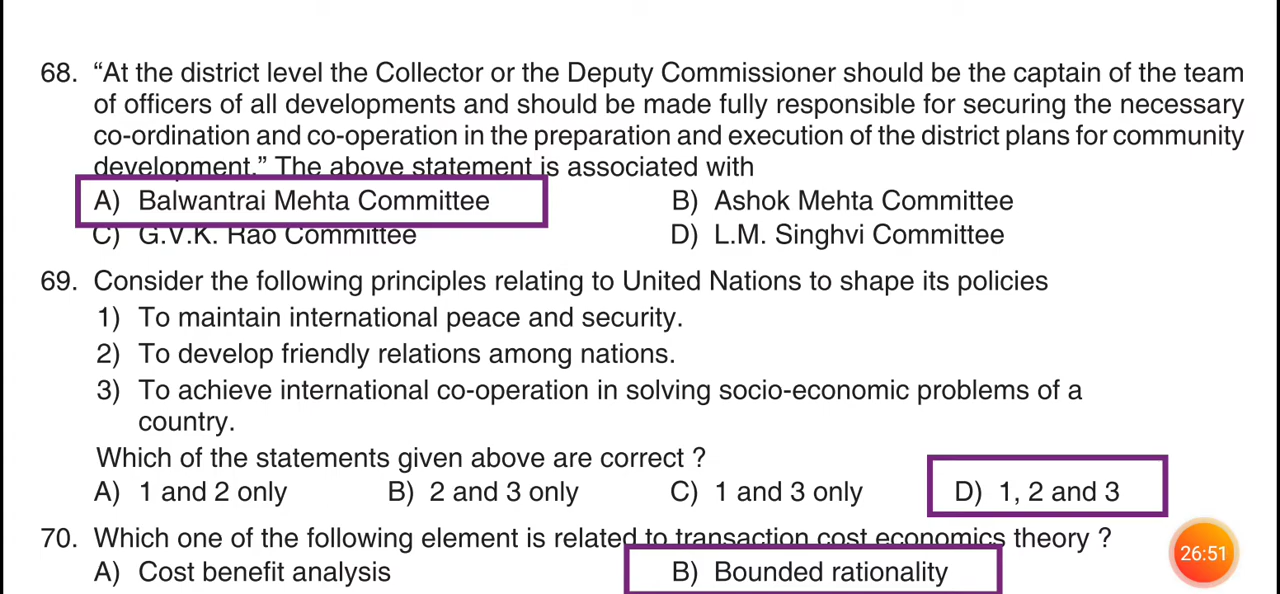 68. “At the district level the Collector or the Deputy Commissioner should be the captain of the team
of officers of all developments and should be made fully responsible for securing the necessary
co-ordination and co-operation in the preparation and execution of the district plans for community
development.” The above statement is associated with
A) Balwantrai Mehta Committee B) Ashok Mehta Committee
C) G.V.K. Rao Committee D) L.M. Singhvi Committee
69. Consider the following principles relating to United Nations to shape its policies
1) To maintain international peace and security.
2) To develop friendly relations among nations.
3) To achieve international co-operation in solving socio-economic problems of a
country.
Which of the statements given above are correct ?
A) 1 and 2 only B) 2 and 3 only C) 1 and 3 only D) 1, 2 and 3
70. Which one of the following element is related to transaction cost economics theory ?
A) Cost benefit analysis B) Bounded rationality
26:51